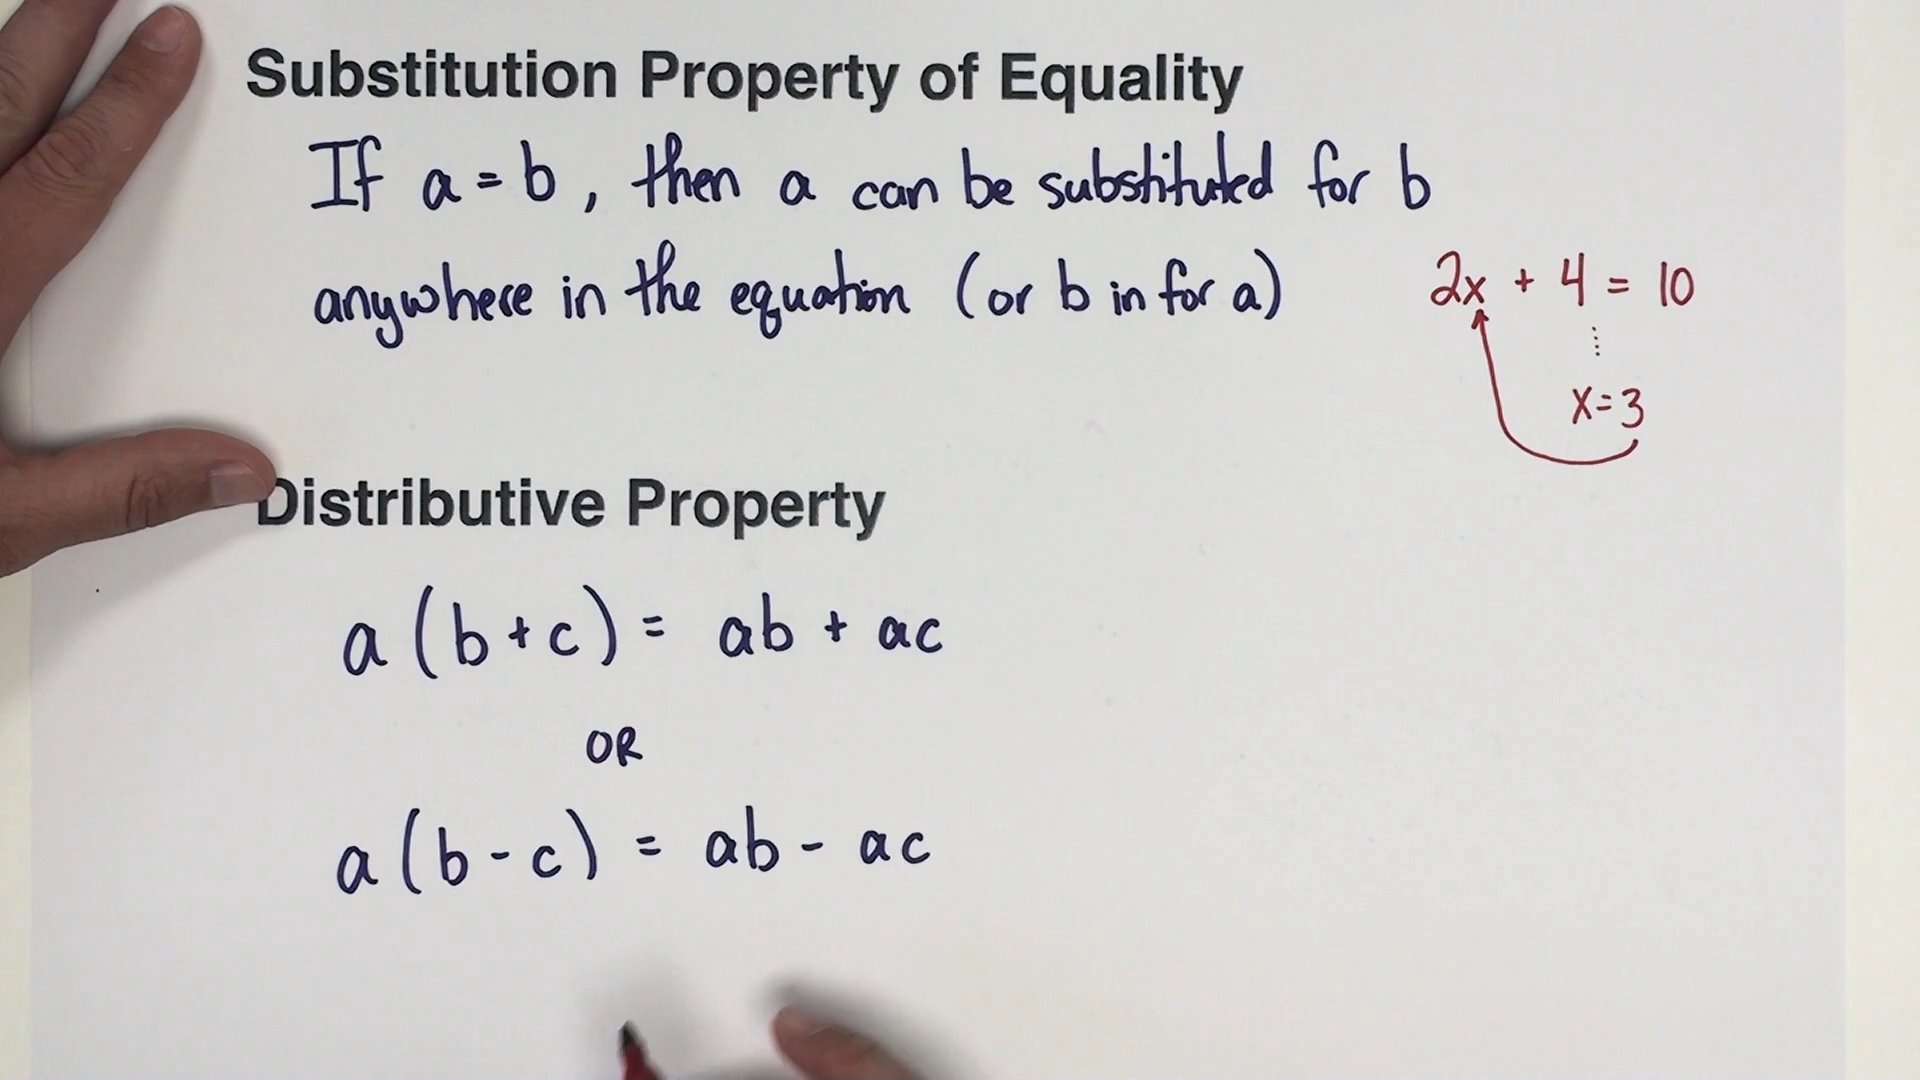 Substitution Property of Equality
If a = b, then a can be substituted for b
anywhere in the equation (or b in for a)
2x + 4 = 10
⋮
x=3
Distributive Property
a(b+c) = ab + ac
OR
a(b-c) = ab - ac